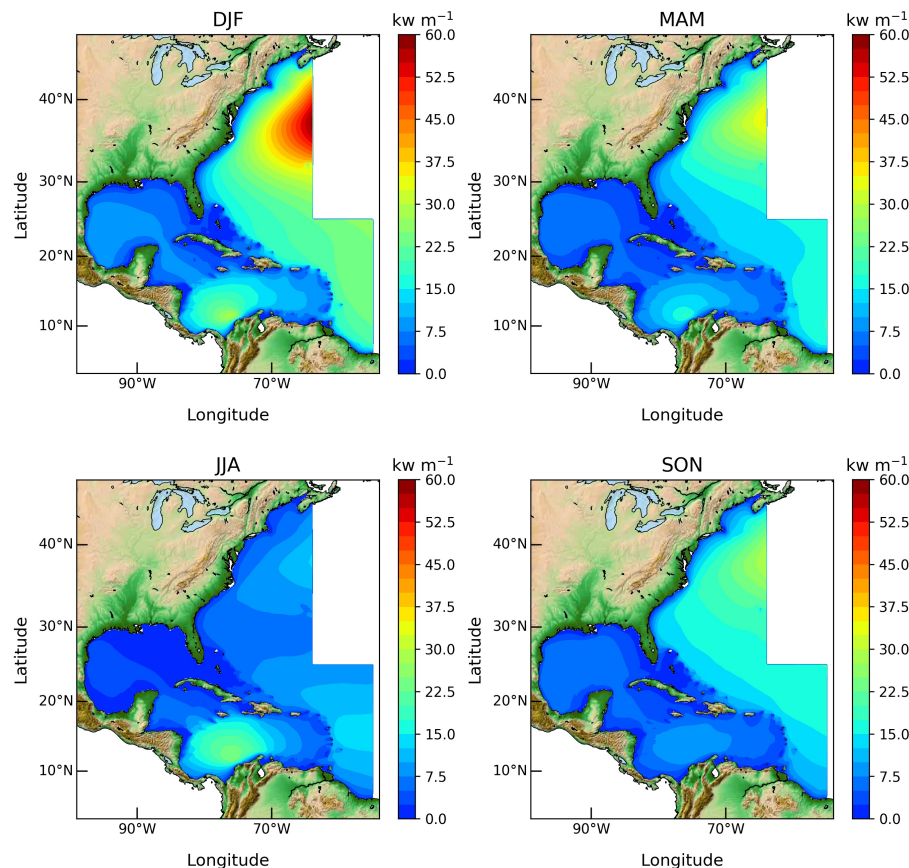 DJF
kw m⁻¹
60.0
52.5
45.0
37.5
30.0
22.5
15.0
7.5
0.0
40°N
30°N
20°N
10°N
Latitude
90°W
70°W
Longitude
MAM
kw m⁻¹
60.0
52.5
45.0
37.5
30.0
22.5
15.0
7.5
0.0
40°N
30°N
20°N
10°N
Latitude
90°W
70°W
Longitude
JJA
kw m⁻¹
60.0
52.5
45.0
37.5
30.0
22.5
15.0
7.5
0.0
40°N
30°N
20°N
10°N
Latitude
90°W
70°W
Longitude
SON
kw m⁻¹
60.0
52.5
45.0
37.5
30.0
22.5
15.0
7.5
0.0
40°N
30°N
20°N
10°N
Latitude
90°W
70°W
Longitude